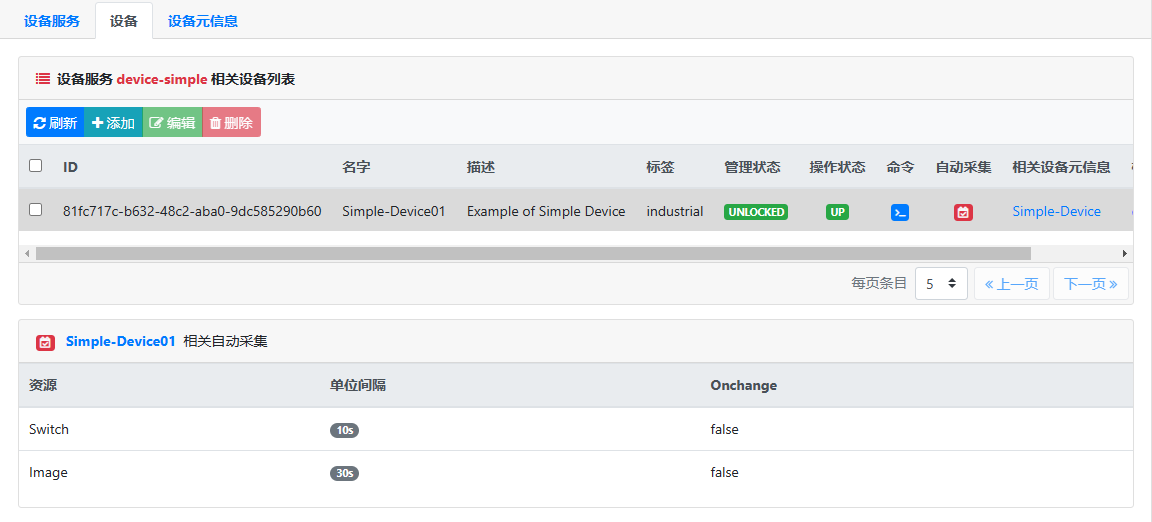 设备服务 设备 设备元信息
设备服务 device-simple 相关设备列表
刷新 添加 编辑 删除
ID 名字 描述 标签 管理状态 操作状态 命令 自动采集 相关设备元信息
81fc717c-b632-48c2-aba0-9dc585290b60 Simple-Device01 Example of Simple Device industrial UNLOCKED UP Simple-Device
每页条目 5 « 上一页 下一页 »
Simple-Device01 相关自动采集
资源 单位间隔 Onchange
Switch 10s false
Image 30s false